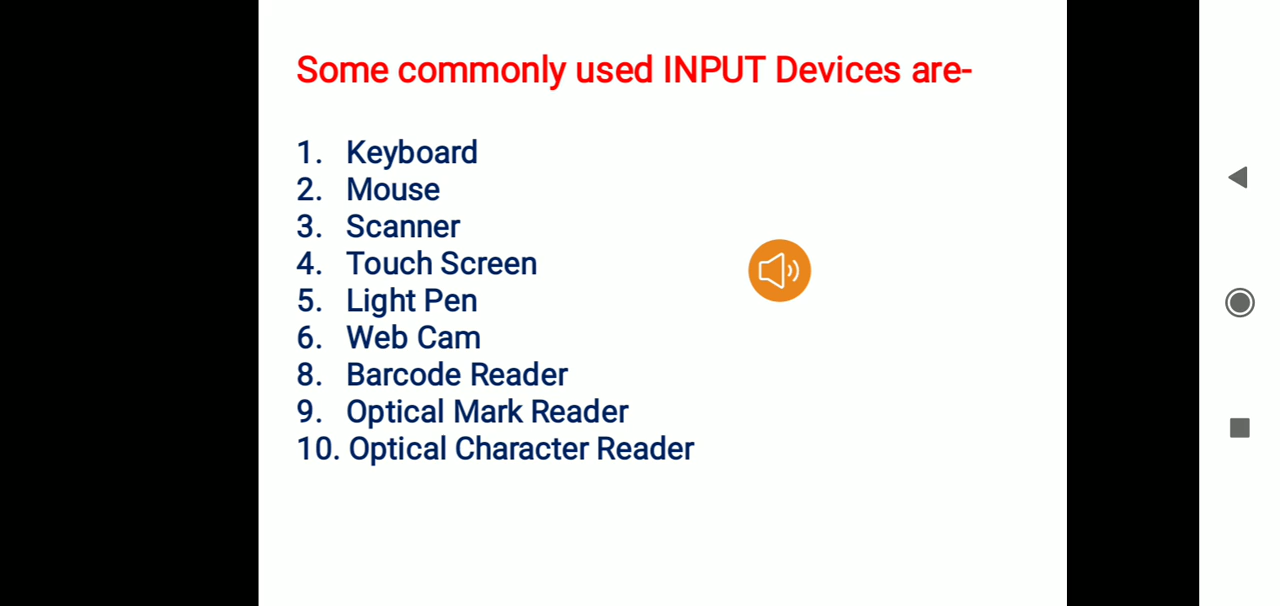 Some commonly used INPUT Devices are-
1. Keyboard
2. Mouse
3. Scanner
4. Touch Screen
5. Light Pen
6. Web Cam
8. Barcode Reader
9. Optical Mark Reader
10. Optical Character Reader